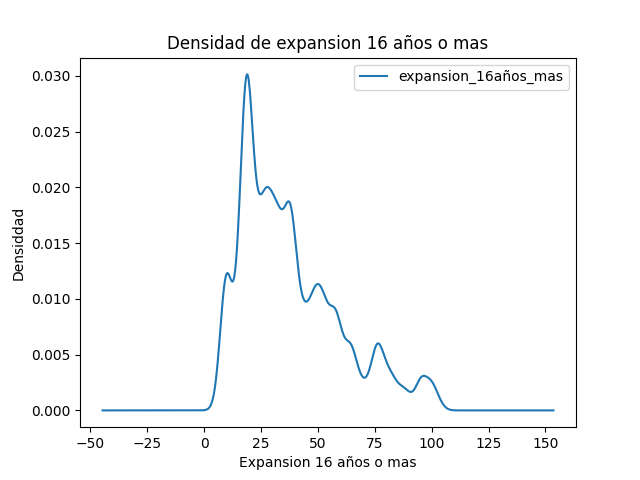 Densidad de expansion 16 años o mas
expansion_16años_mas
Densiddad
0.030
0.025
0.020
0.015
0.010
0.005
0.000
−50 −25 0 25 50 75 100 125 150
Expansion 16 años o mas